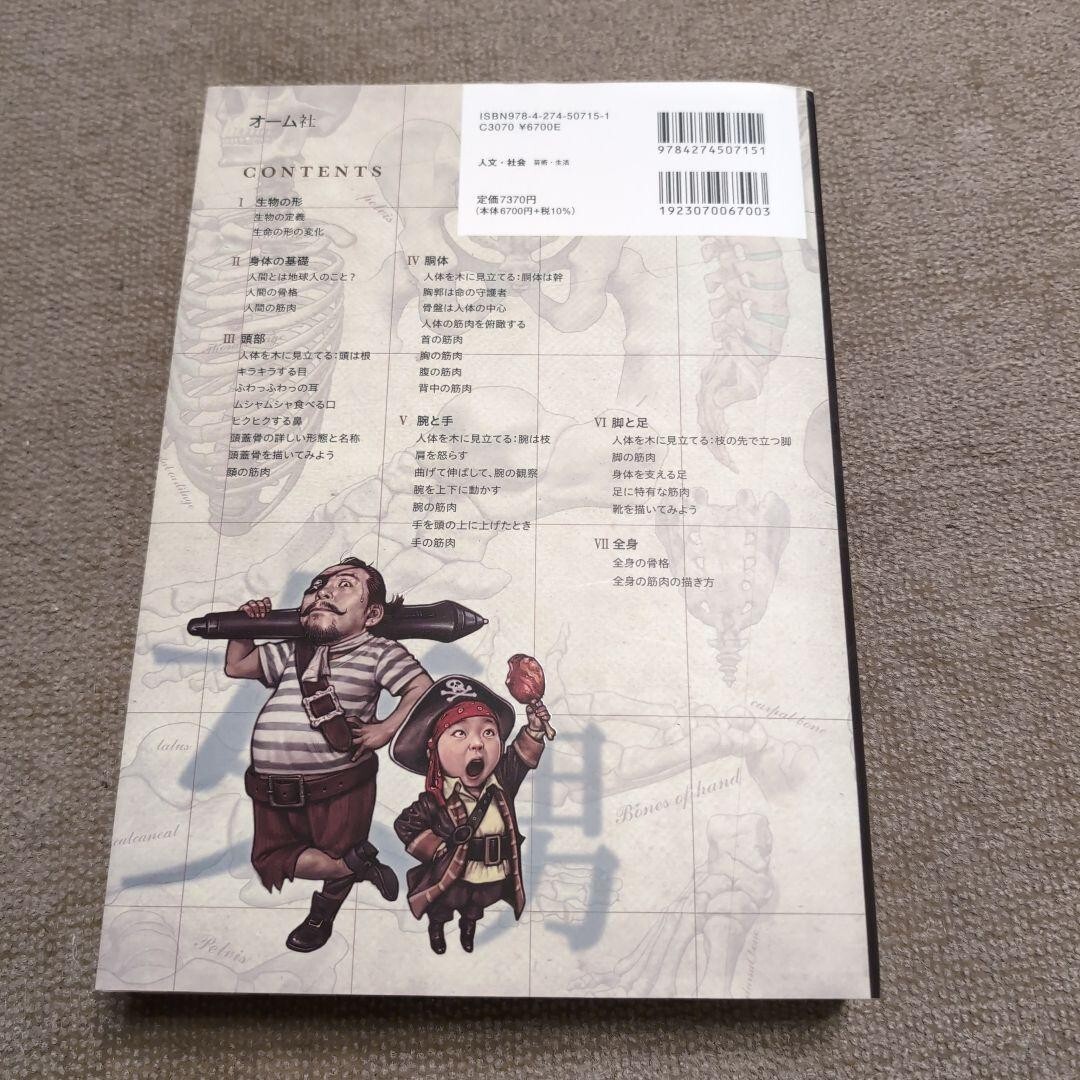 オーム社
CONTENTS
I 生物の形
生物の定義
生命の形の変化
II 身体の基礎
人間とは地球人のこと?
人間の骨格
人間の筋肉
III 頭部
人体を木に見立てる:頭は根
キラキラする目
ふわっふわっの耳
ムシャムシャ食べる口
ヒクヒクする鼻
頭蓋骨の詳しい形態と名称
頭蓋骨を描いてみよう
頭の筋肉
IV 胴体
人体を木に見立てる:胴体は幹
胸郭は命の守護者
骨盤は人体の中心
人体の筋肉を俯瞰する
首の筋肉
胸の筋肉
腹の筋肉
背中の筋肉
V 腕と手
人体を木に見立てる:腕は枝
肩を怒らす
曲げて伸ばして、腕の観察
腕を上下に動かす
腕の筋肉
手を頭の上に上げたとき
手の筋肉
VI 脚と足
人体を木に見立てる:枝の先で立つ脚
脚の筋肉
身体を支える足
足に特有な筋肉
靴を描いてみよう
VII 全身
全身の骨格
全身の筋肉の描き方
ISBN978-4-274-50715-1
C3070 ¥6700E
人文・社会 芸術・生活
定価7370円
(本体6700円+税10%)
9784274507151
1923070067003
pelvis
talus
calcaneal
Pelvis
carpal bone
Bones of hand